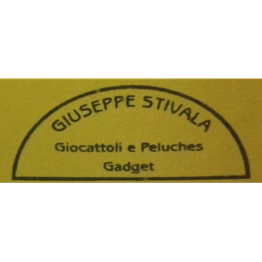 GIUSEPPE STIVALA
Giocattoli e Peluches
Gadget